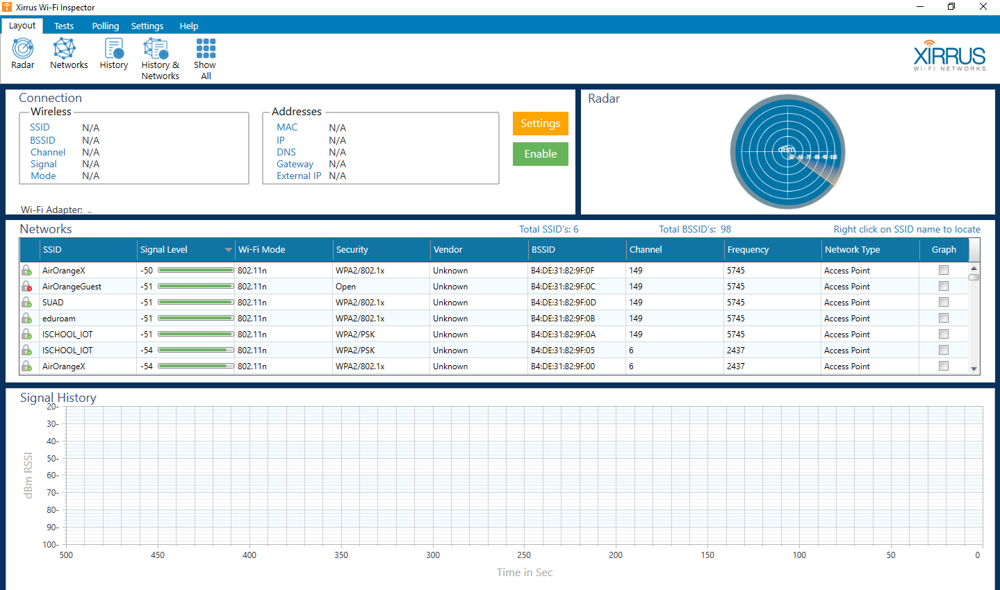 Xirrus Wi-Fi Inspector
Layout Tests Polling Settings Help
Radar Networks History History & Networks Show All
XIRRUS
WI-FI NETWORKS
Connection
Wireless
SSID N/A
BSSID N/A
Channel N/A
Signal N/A
Mode N/A
Addresses
MAC N/A
IP N/A
DNS N/A
Gateway N/A
External IP N/A
Settings
Enable
Wi-Fi Adapter: ..
Radar
dBm
-50 -60 -70 -80 -90 -100
Networks Total SSID's: 6 Total BSSID's: 98 Right click on SSID name to locate
SSID Signal Level Wi-Fi Mode Security Vendor BSSID Channel Frequency Network Type Graph
AirOrangeX -50 802.11n WPA2/802.1x Unknown B4:DE:31:82:9F:0F 149 5745 Access Point
AirOrangeGuest -51 802.11n Open Unknown B4:DE:31:82:9F:0C 149 5745 Access Point
SUAD -51 802.11n WPA2/802.1x Unknown B4:DE:31:82:9F:0D 149 5745 Access Point
eduroam -51 802.11n WPA2/802.1x Unknown B4:DE:31:82:9F:0B 149 5745 Access Point
ISCHOOL_IOT -51 802.11n WPA2/PSK Unknown B4:DE:31:82:9F:0A 149 5745 Access Point
ISCHOOL_IOT -54 802.11n WPA2/PSK Unknown B4:DE:31:82:9F:05 6 2437 Access Point
AirOrangeX -54 802.11n WPA2/802.1x Unknown B4:DE:31:82:9F:00 6 2437 Access Point
Signal History
20-
30-
40-
50-
60-
70-
80-
90-
100-
dBm RSSI
500 450 400 350 300 250 200 150 100 50 0
Time in Sec